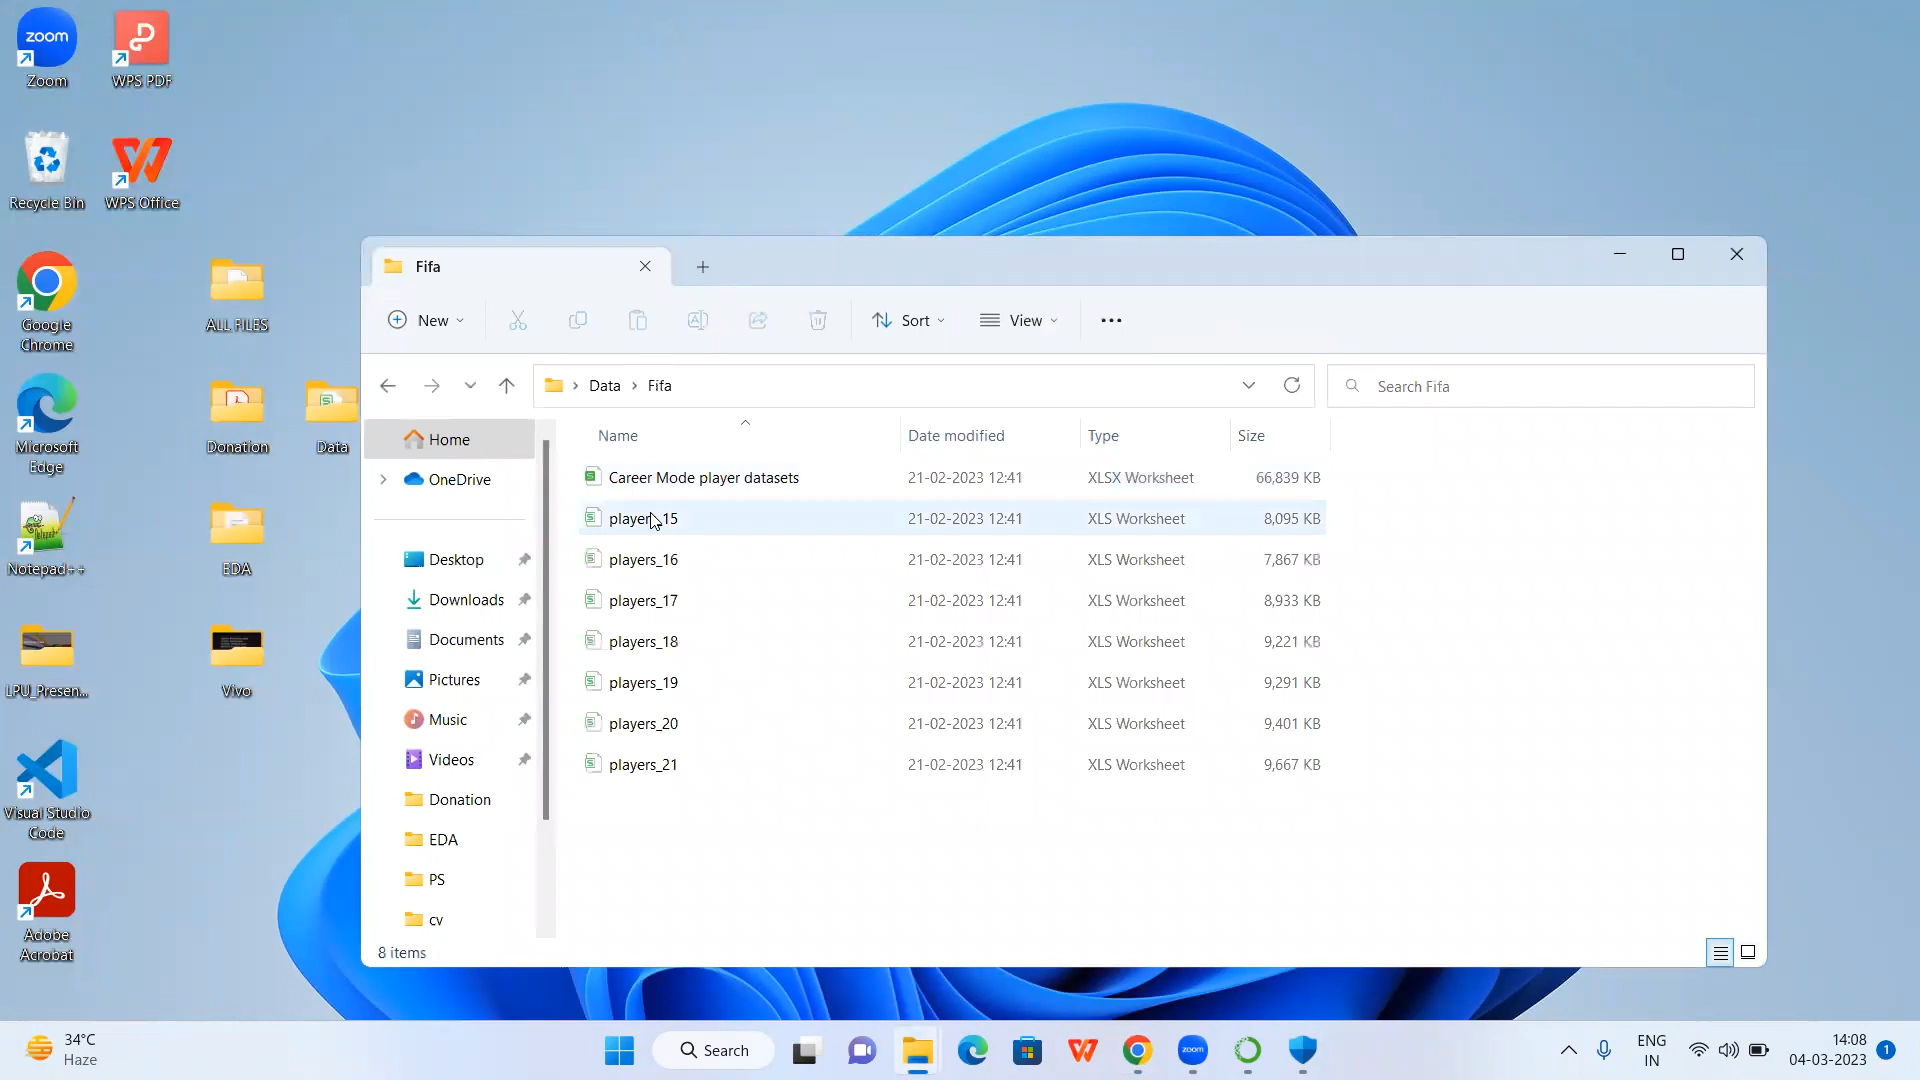 zoom
Zoom
WPS PDF
Recycle Bin
WPS Office
Google
Chrome
ALL FILES
Microsoft
Edge
Donation
Data
Notepad++
EDA
LPU_Presen...
Vivo
Visual Studio
Code
Adobe
Acrobat
Fifa
New
Sort
View
Data
Fifa
Search Fifa
Home
OneDrive
Desktop
Downloads
Documents
Pictures
Music
Videos
Donation
EDA
PS
cv
Name Date modified Type Size
Career Mode player datasets 21-02-2023 12:41 XLSX Worksheet 66,839 KB
players_15 21-02-2023 12:41 XLS Worksheet 8,095 KB
players_16 21-02-2023 12:41 XLS Worksheet 7,867 KB
players_17 21-02-2023 12:41 XLS Worksheet 8,933 KB
players_18 21-02-2023 12:41 XLS Worksheet 9,221 KB
players_19 21-02-2023 12:41 XLS Worksheet 9,291 KB
players_20 21-02-2023 12:41 XLS Worksheet 9,401 KB
players_21 21-02-2023 12:41 XLS Worksheet 9,667 KB
8 items
34°C
Haze
Search
zoom
ENG
IN
14:08
04-03-2023
1